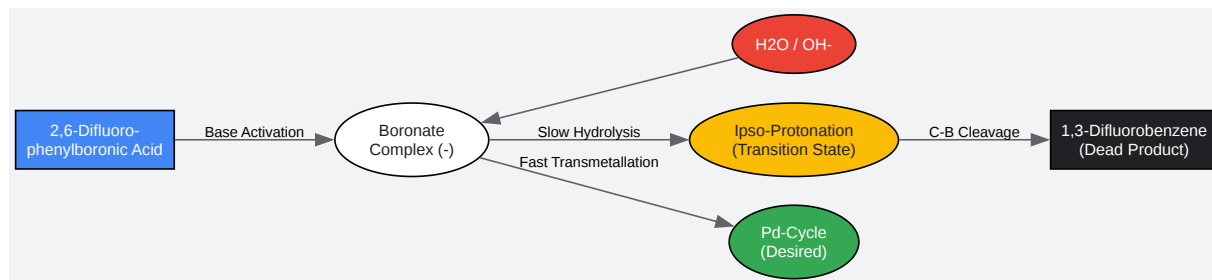 H2O / OH-
2,6-Difluoro-
phenylboronic Acid
Base Activation
Boronate
Complex (-)
Slow Hydrolysis
Fast Transmetallation
Ipso-Protonation
(Transition State)
C-B Cleavage
1,3-Difluorobenzene
(Dead Product)
Pd-Cycle
(Desired)